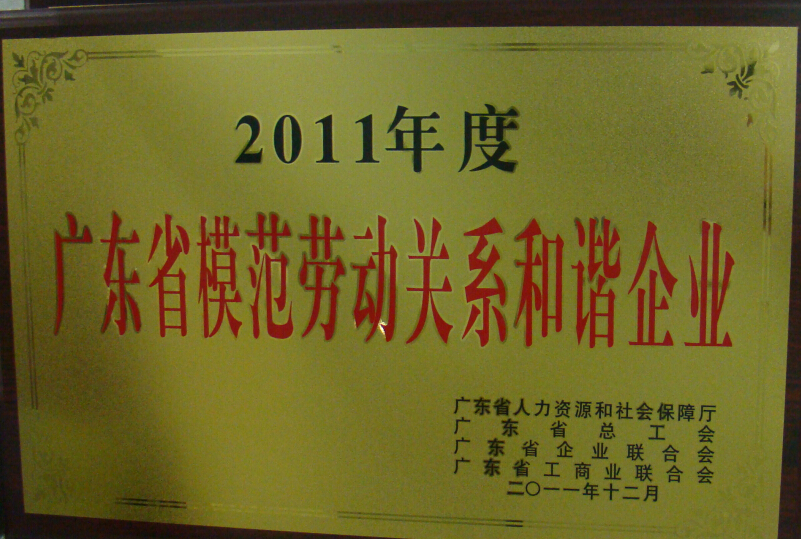 2011年度
广东省模范劳动关系和谐企业
广东省人力资源和社会保障厅
广东省总工会
广东省企业联合会
广东省工商业联合会
二〇一一年十二月